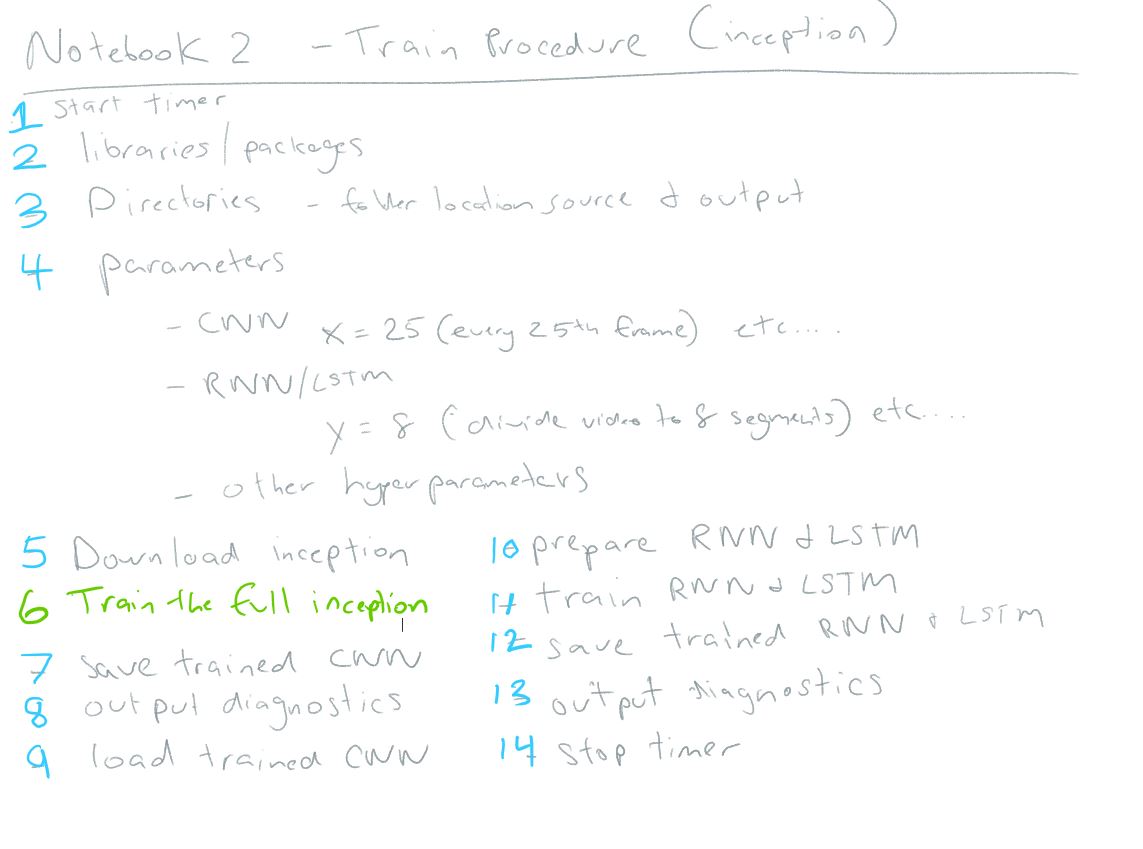 Notebook 2 - Train Procedure (inception)
1 Start timer
2 libraries/packages
3 Directories - folder location source & output
4 parameters
- CNN x = 25 (every 25th frame) etc.....
- RNN/LSTM
y = 8 (divide video to 8 segments) etc.....
- other hyperparameters
5 Download inception
6 Train the full inception
7 save trained CNN
8 output diagnostics
9 load trained CNN
10 prepare RNN & LSTM
11 train RNN & LSTM
12 save trained RNN & LSTM
13 output diagnostics
14 stop timer